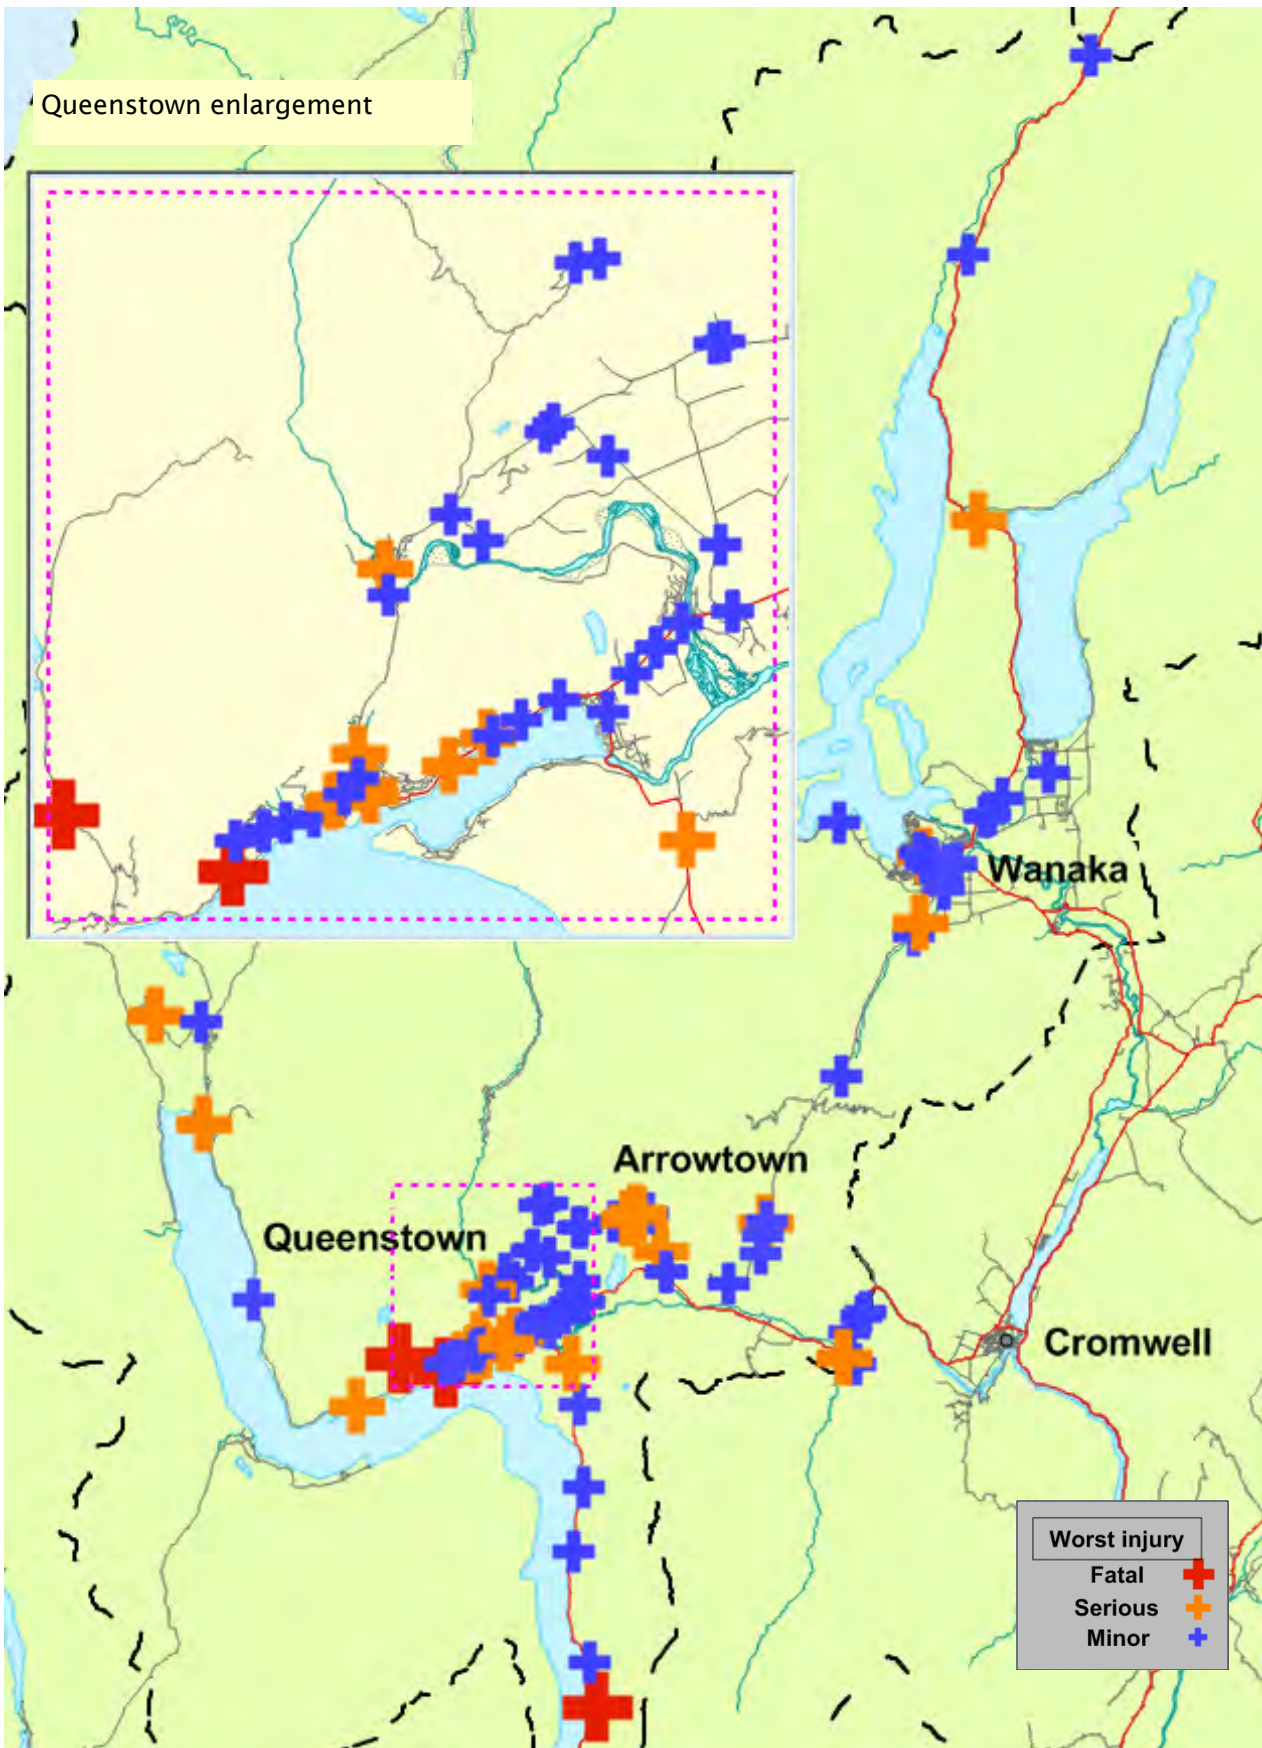 Queenstown enlargement
Wanaka
Arrowtown
Queenstown
Cromwell
Worst injury
Fatal
Serious
Minor